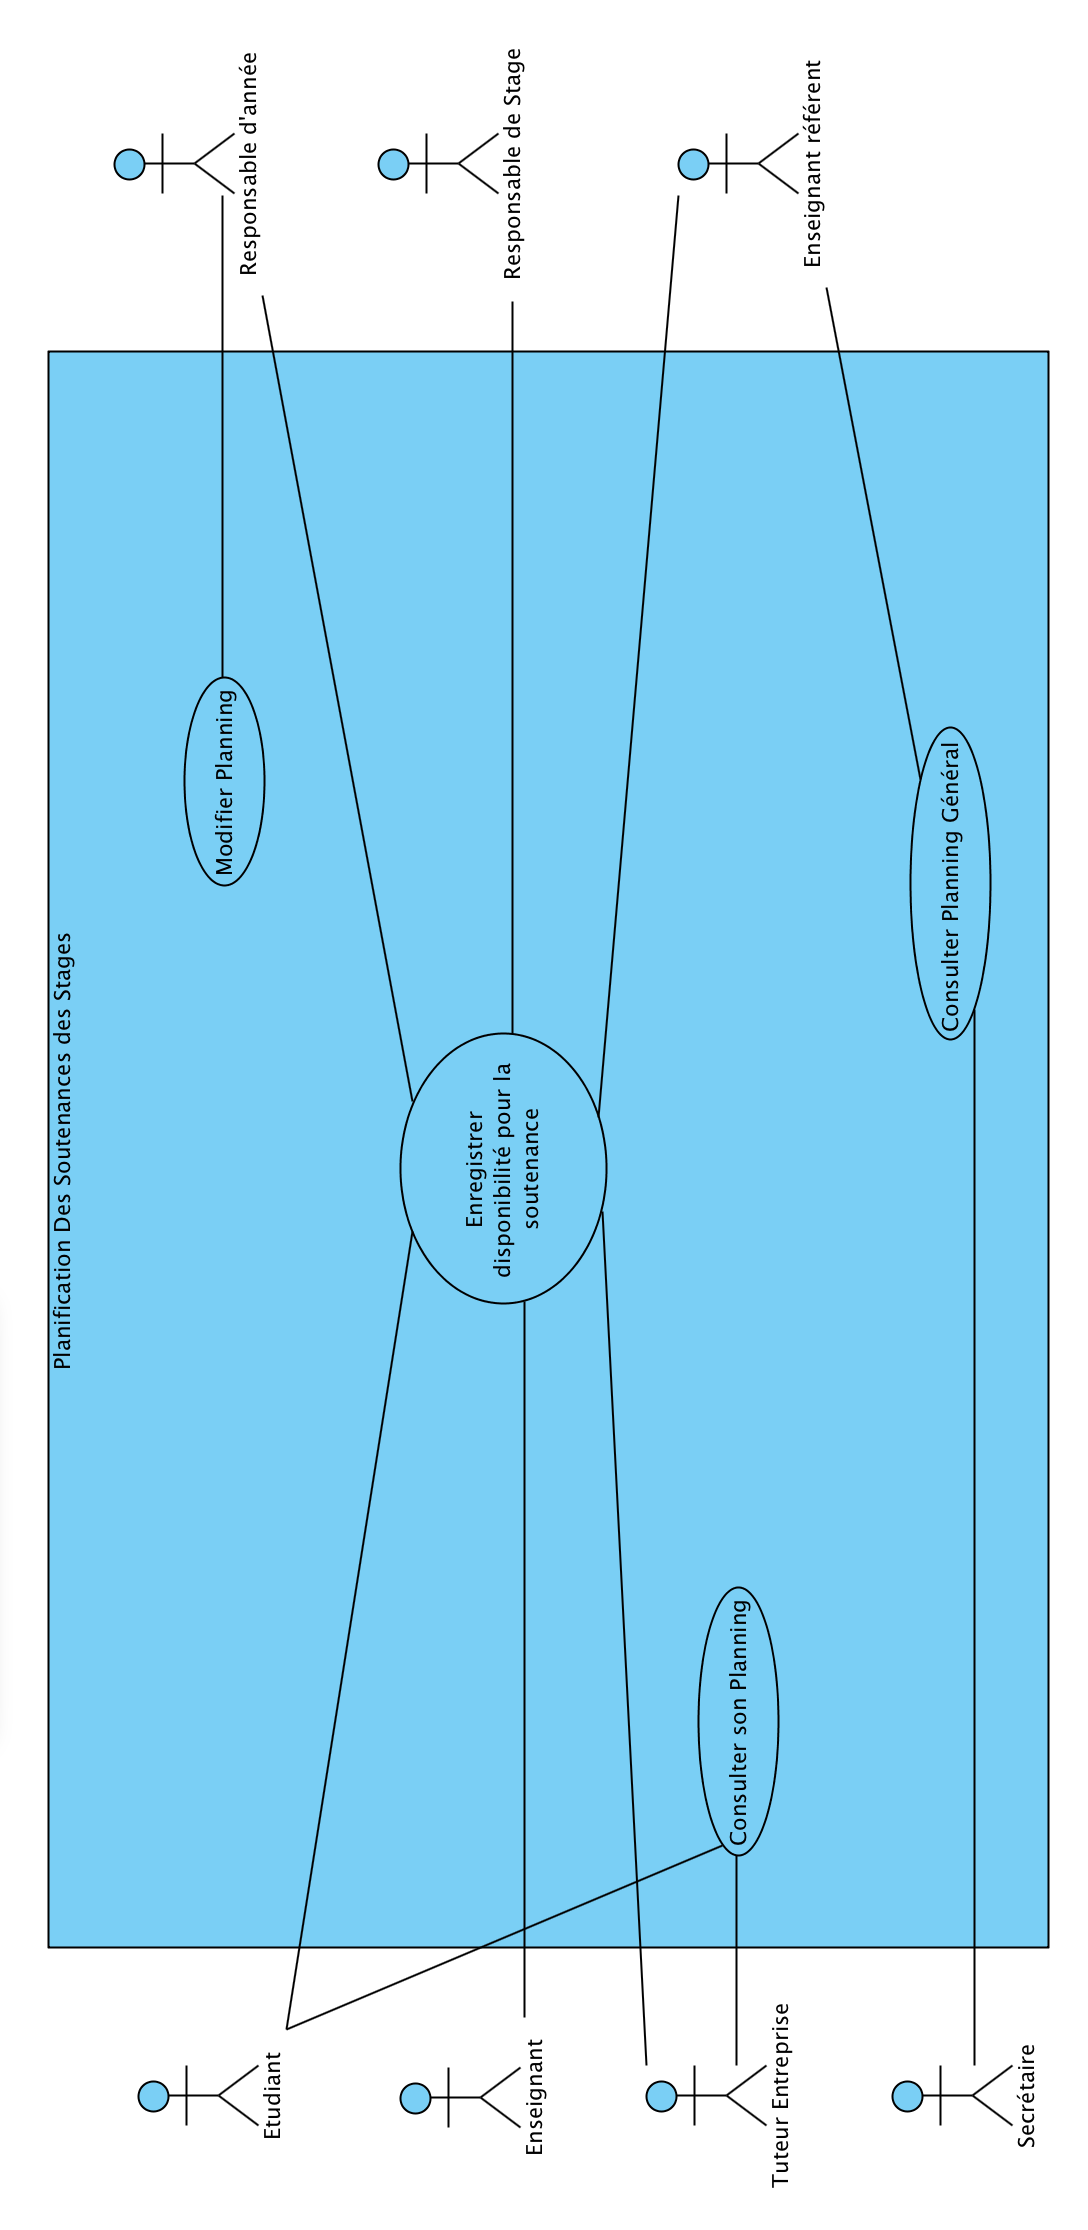 Planification Des Soutenances des Stages
Etudiant
Enseignant
Tuteur Entreprise
Secrétaire
Enregistrer
disponibilité pour la
soutenance
Consulter son Planning
Modifier Planning
Consulter Planning Général
Responsable d'année
Responsable de Stage
Enseignant référent